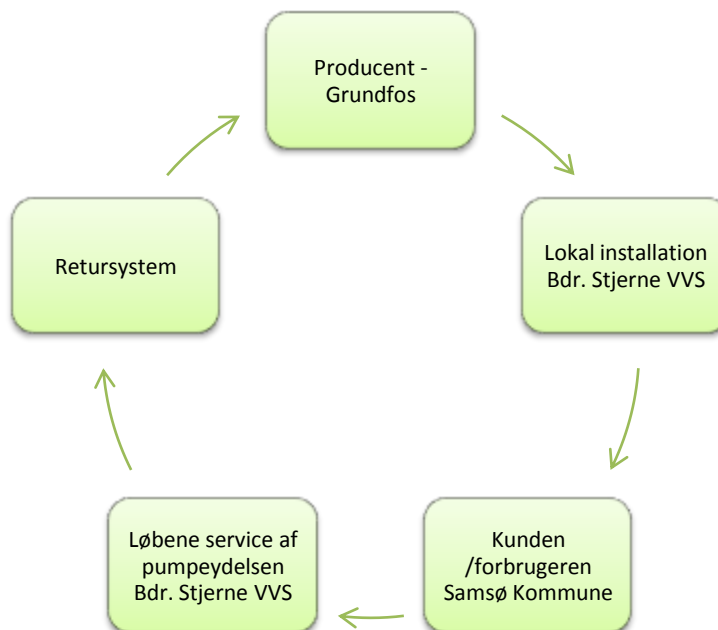 Producent -
Grundfos
Lokal installation
Bdr. Stjerne VVS
Kunden
/forbrugeren
Samsø Kommune
Løbene service af
pumpeydelsen
Bdr. Stjerne VVS
Retursystem